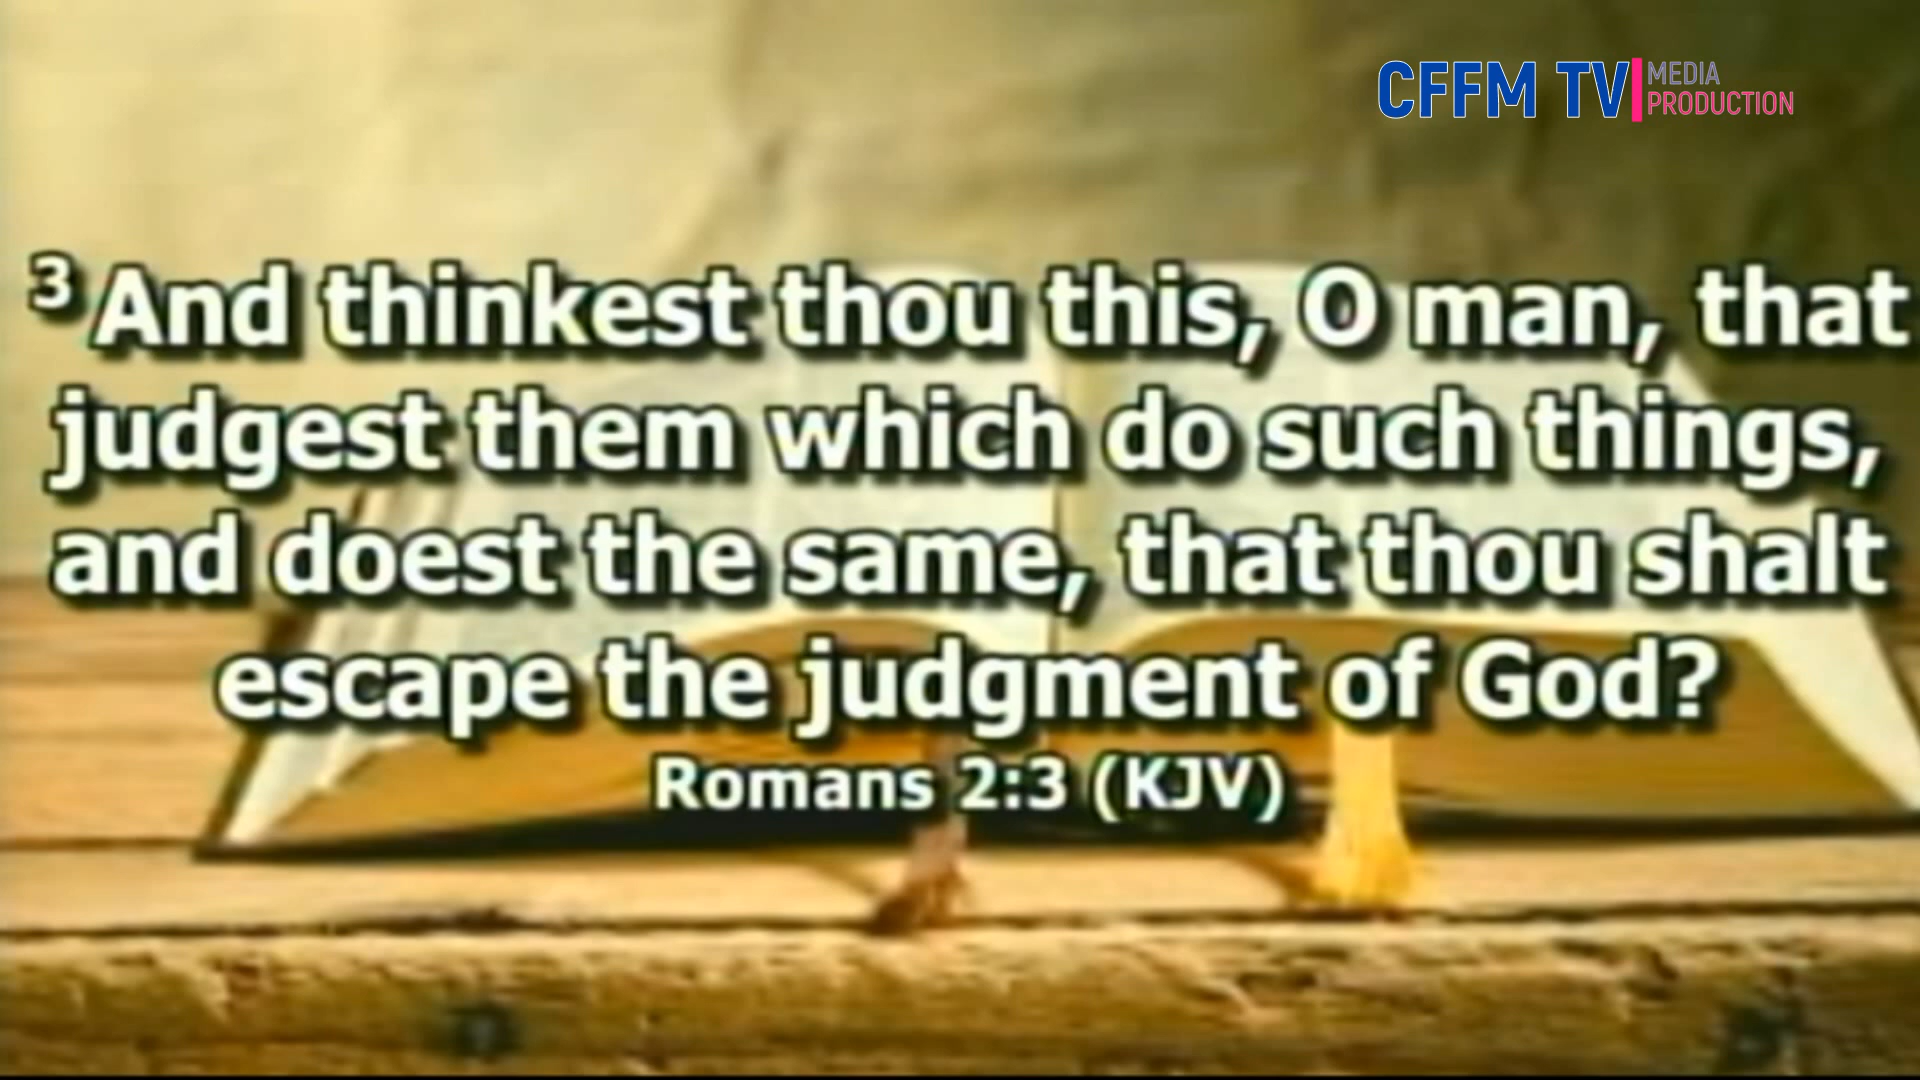 CFFM TV
MEDIA
PRODUCTION
3 And thinkest thou this, O man, that
judgest them which do such things,
and doest the same, that thou shalt
escape the judgment of God?
Romans 2:3 (KJV)